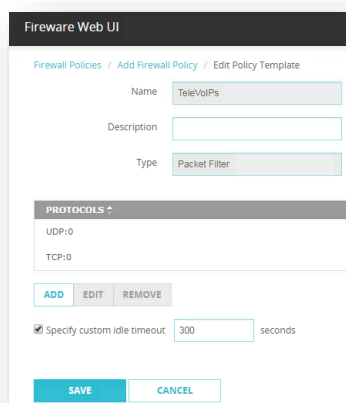 Fireware Web UI
Firewall Policies / Add Firewall Policy / Edit Policy Template
Name TeleVoIPs
Description
Type Packet Filter
PROTOCOLS
UDP:0
TCP:0
ADD EDIT REMOVE
Specify custom idle timeout 300 seconds
SAVE CANCEL